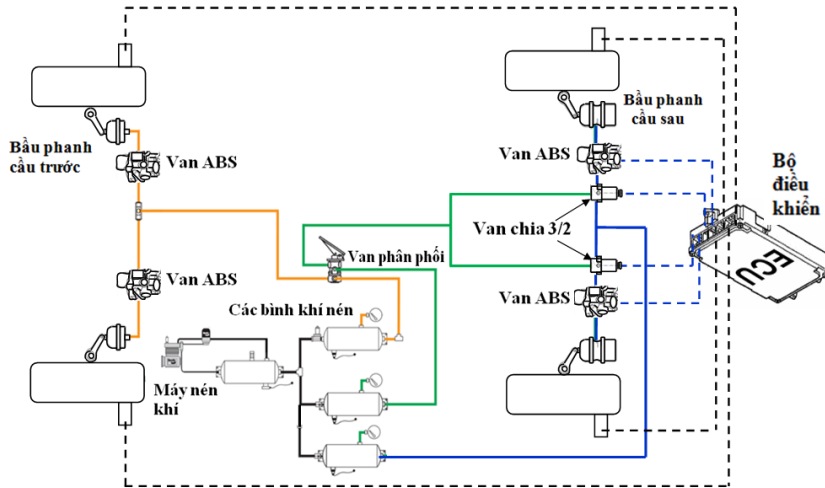 Bầu phanh
cầu trước
Van ABS
Van ABS
Van phân phối
Các bình khí nén
Máy nén
khí
Bầu phanh
cầu sau
Van ABS
Van chia 3/2
Van ABS
Bộ
điều
khiển
ECU